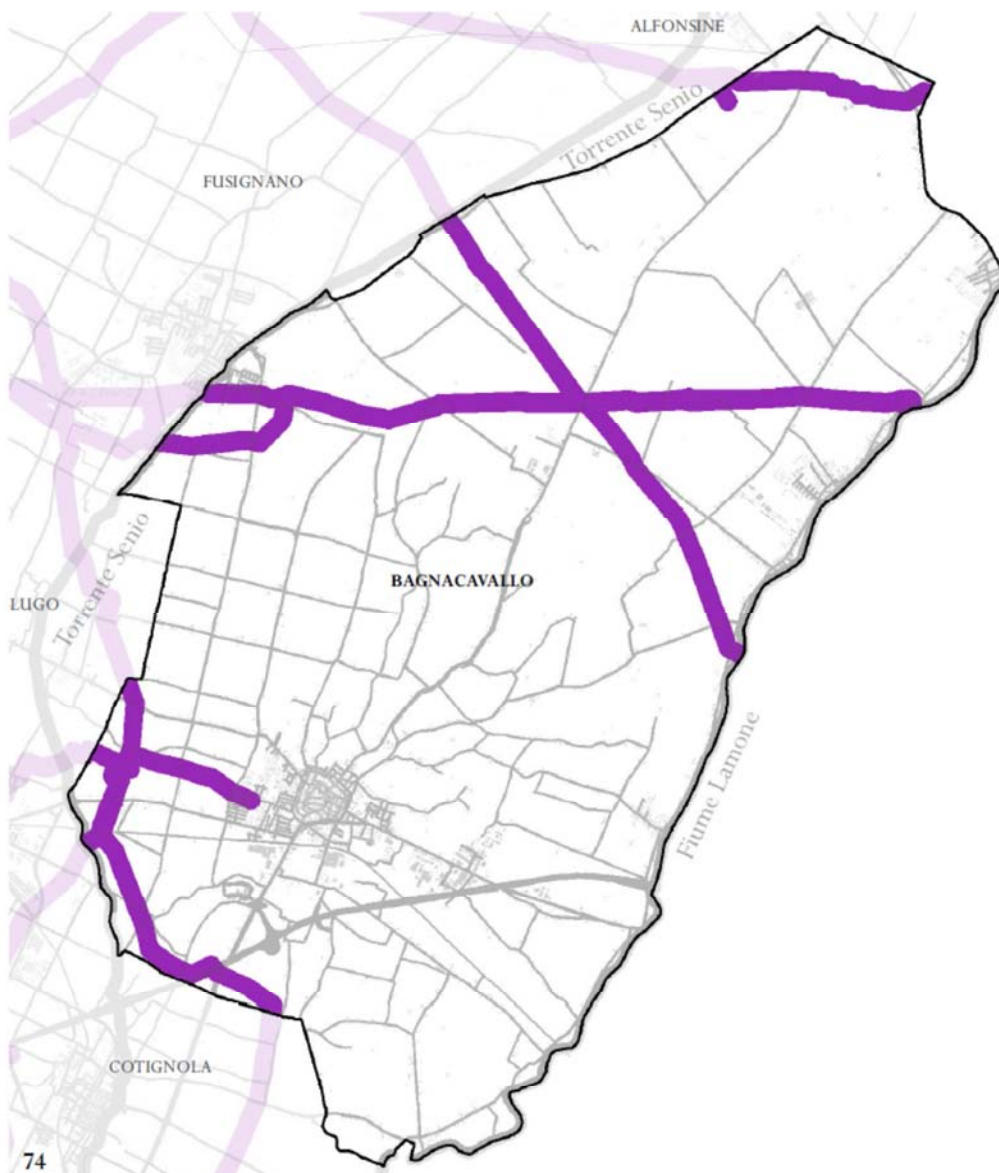 ALFONSINE
Torrente Senio
FUSIGNANO
Torrente Senio
BAGNACAVALLO
LUGO
Fiume Lamone
COTIGNOLA
74